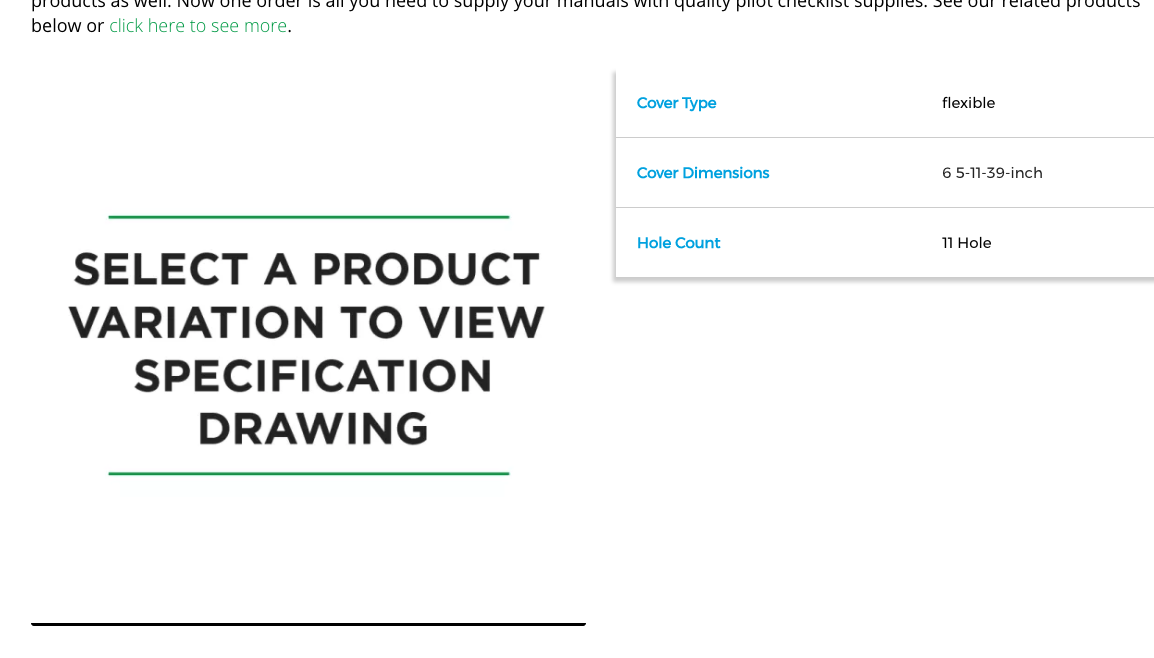 products as well. Now one order is all you need to supply your manuals with quality pilot checklist supplies. See our related products
below or click here to see more.
Cover Type flexible
Cover Dimensions 6 5-11-39-inch
Hole Count 11 Hole
SELECT A PRODUCT
VARIATION TO VIEW
SPECIFICATION
DRAWING